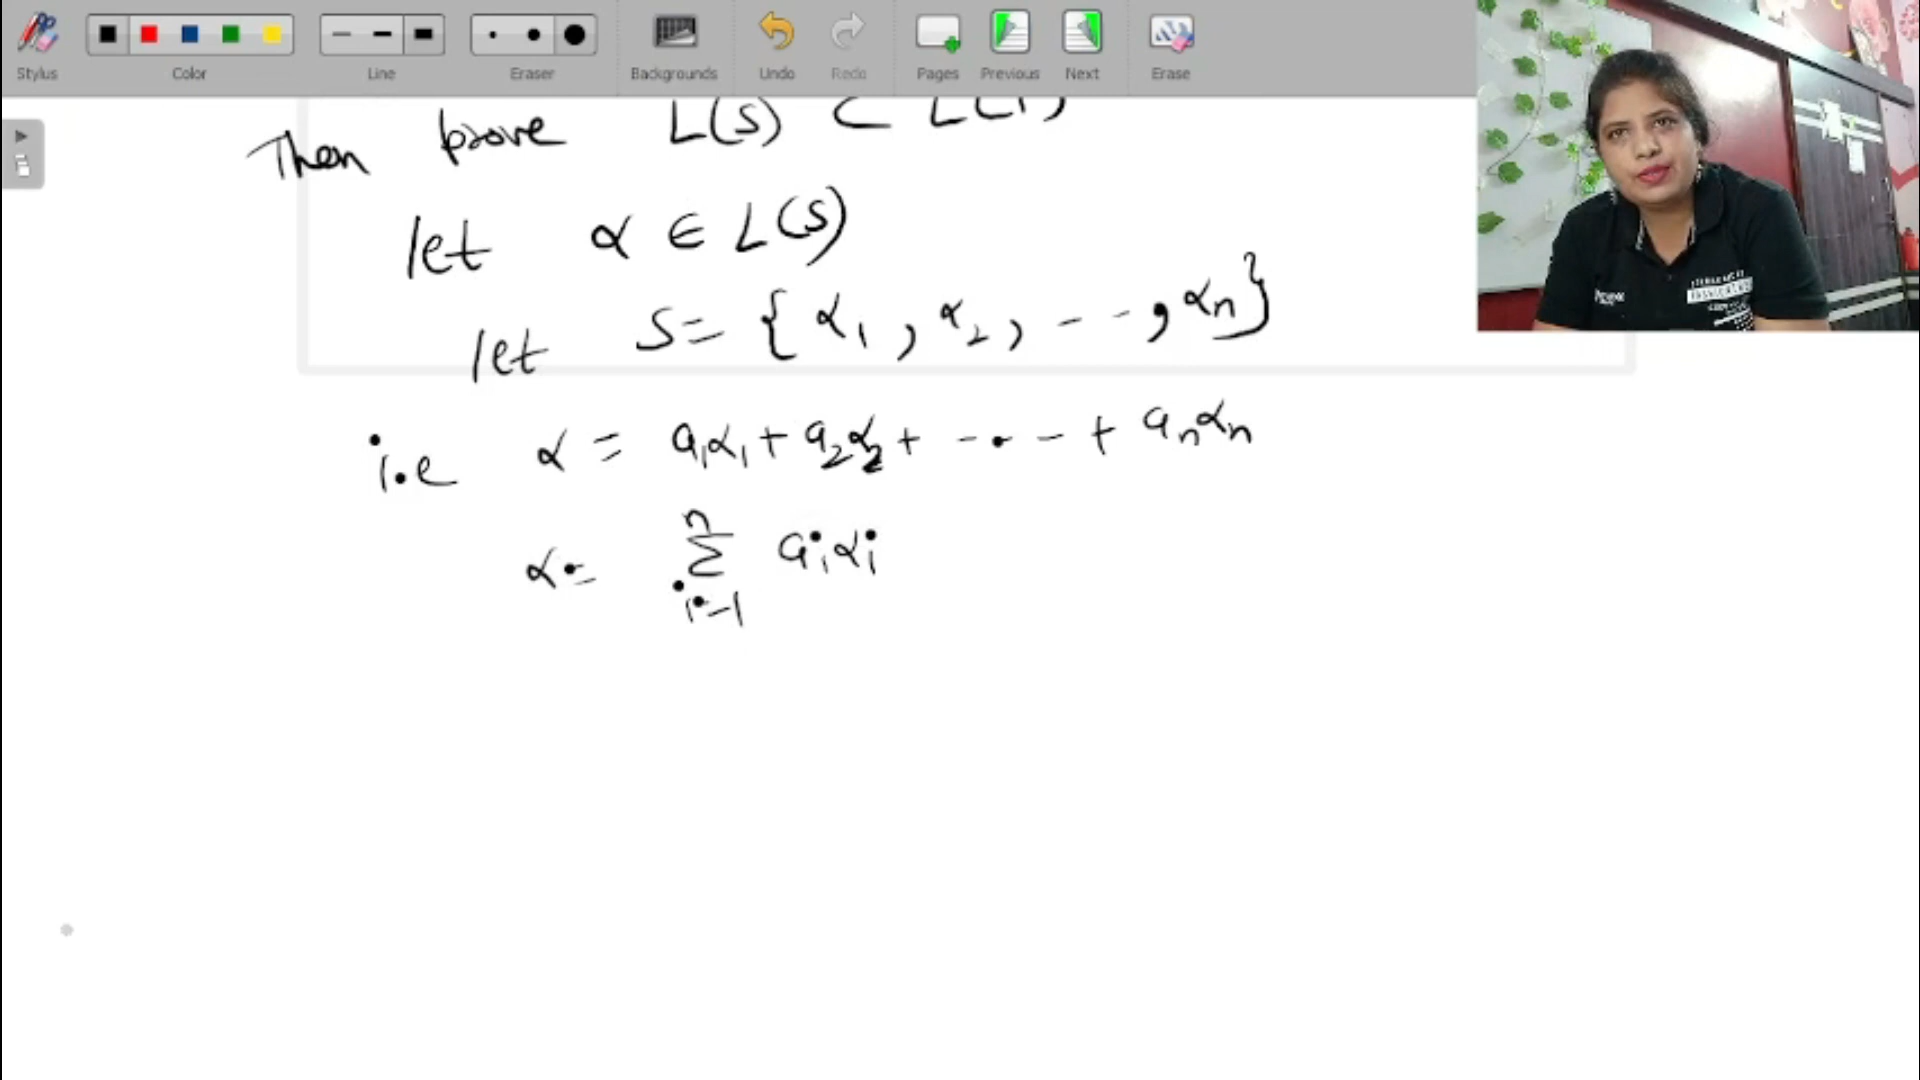 Stylus Color Line Eraser Backgrounds Undo Redo Pages Previous Next Erase
Then prove L(S) ⊂ L(T)
let α ∈ L(S)
let S = {α₁, α₂, --, αn}
i.e α = a₁α₁ + a₂α₂ + --- + anαn
α = n∑i=1 aiαi